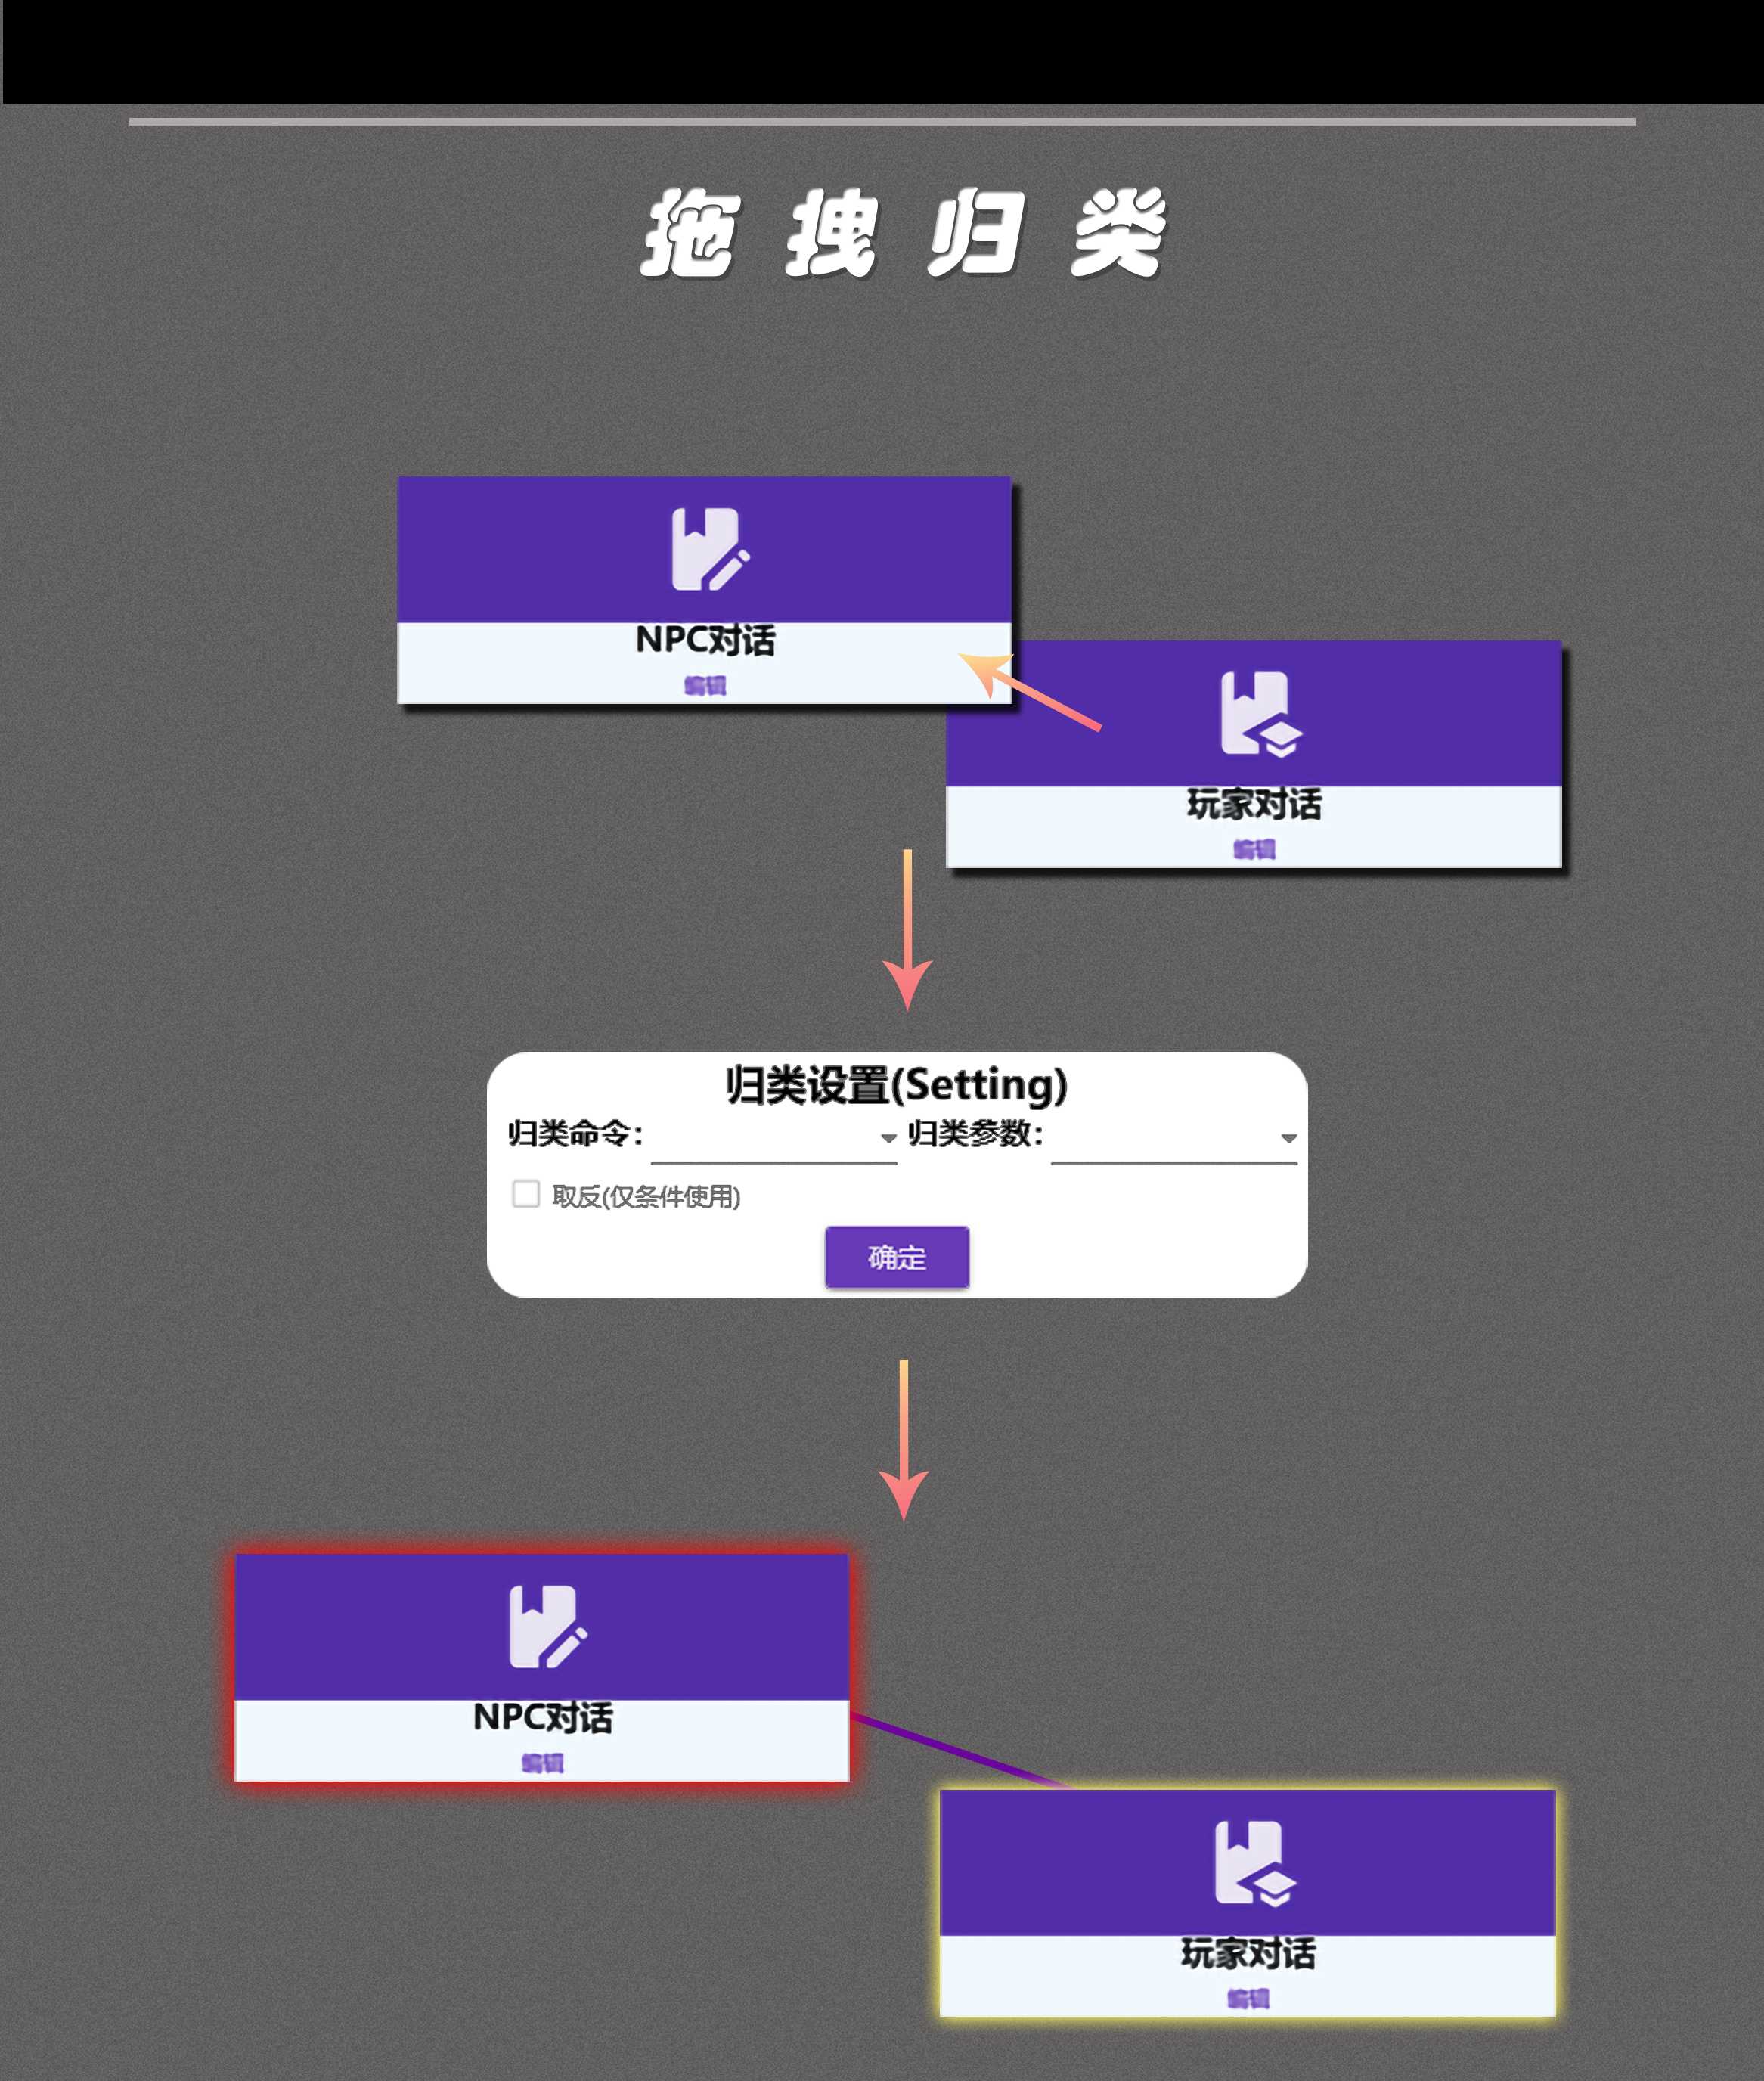 拖拽归类
NPC对话
编辑
玩家对话
编辑
归类设置(Setting)
归类命令: 归类参数:
取反(仅条件使用)
确定
NPC对话
编辑
玩家对话
编辑